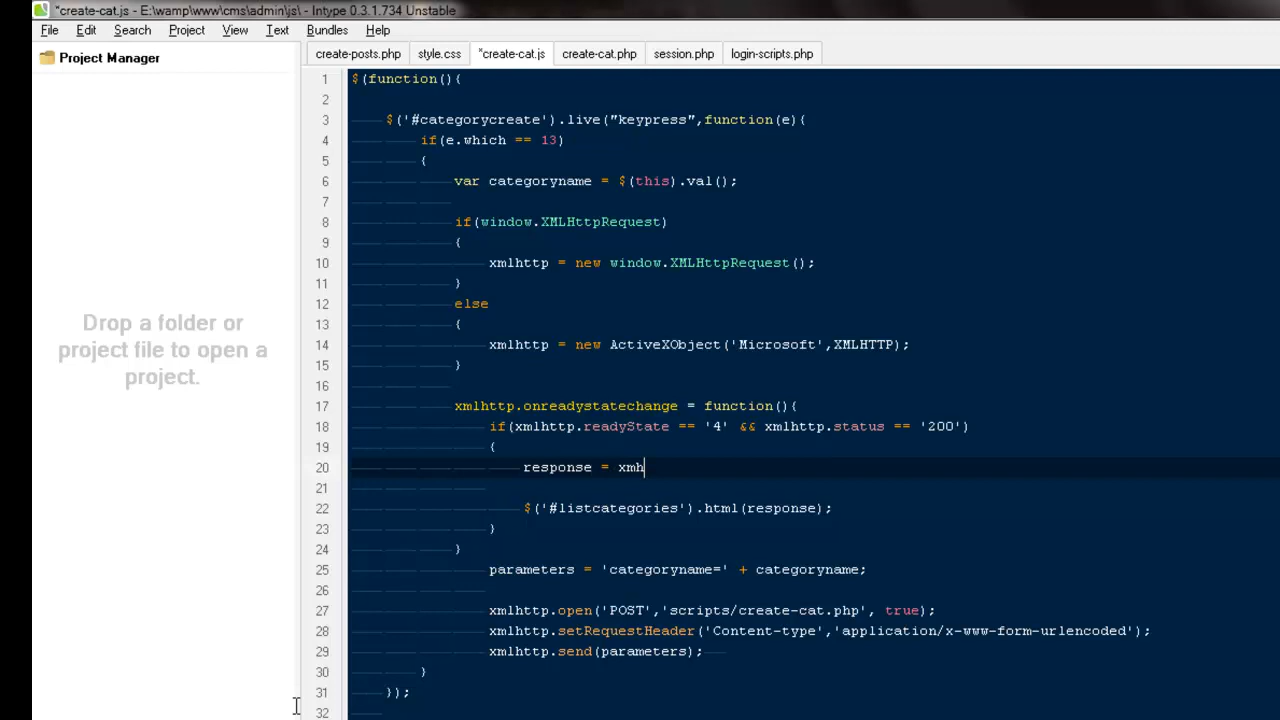 *create-cat.js - E:\wamp\www\cms\admin\js\ - Intype 0.3.1.734 Unstable
File Edit Search Project View Text Bundles Help
Project Manager
create-posts.php style.css *create-cat.js create-cat.php session.php login-scripts.php
Drop a folder or
project file to open a
project.
1 $(function(){
2
3 $('#categorycreate').live("keypress",function(e){
4 if(e.which == 13)
5 {
6 var categoryname = $(this).val();
7
8 if(window.XMLHttpRequest)
9 {
10 xmlhttp = new window.XMLHttpRequest();
11 }
12 else
13 {
14 xmlhttp = new ActiveXObject('Microsoft',XMLHTTP);
15 }
16
17 xmlhttp.onreadystatechange = function(){
18 if(xmlhttp.readyState == '4' && xmlhttp.status == '200')
19 {
20 response = xmh
21
22 $('#listcategories').html(response);
23 }
24 }
25 parameters = 'categoryname=' + categoryname;
26
27 xmlhttp.open('POST','scripts/create-cat.php', true);
28 xmlhttp.setRequestHeader('Content-type','application/x-www-form-urlencoded');
29 xmlhttp.send(parameters);
30 }
31 });
32